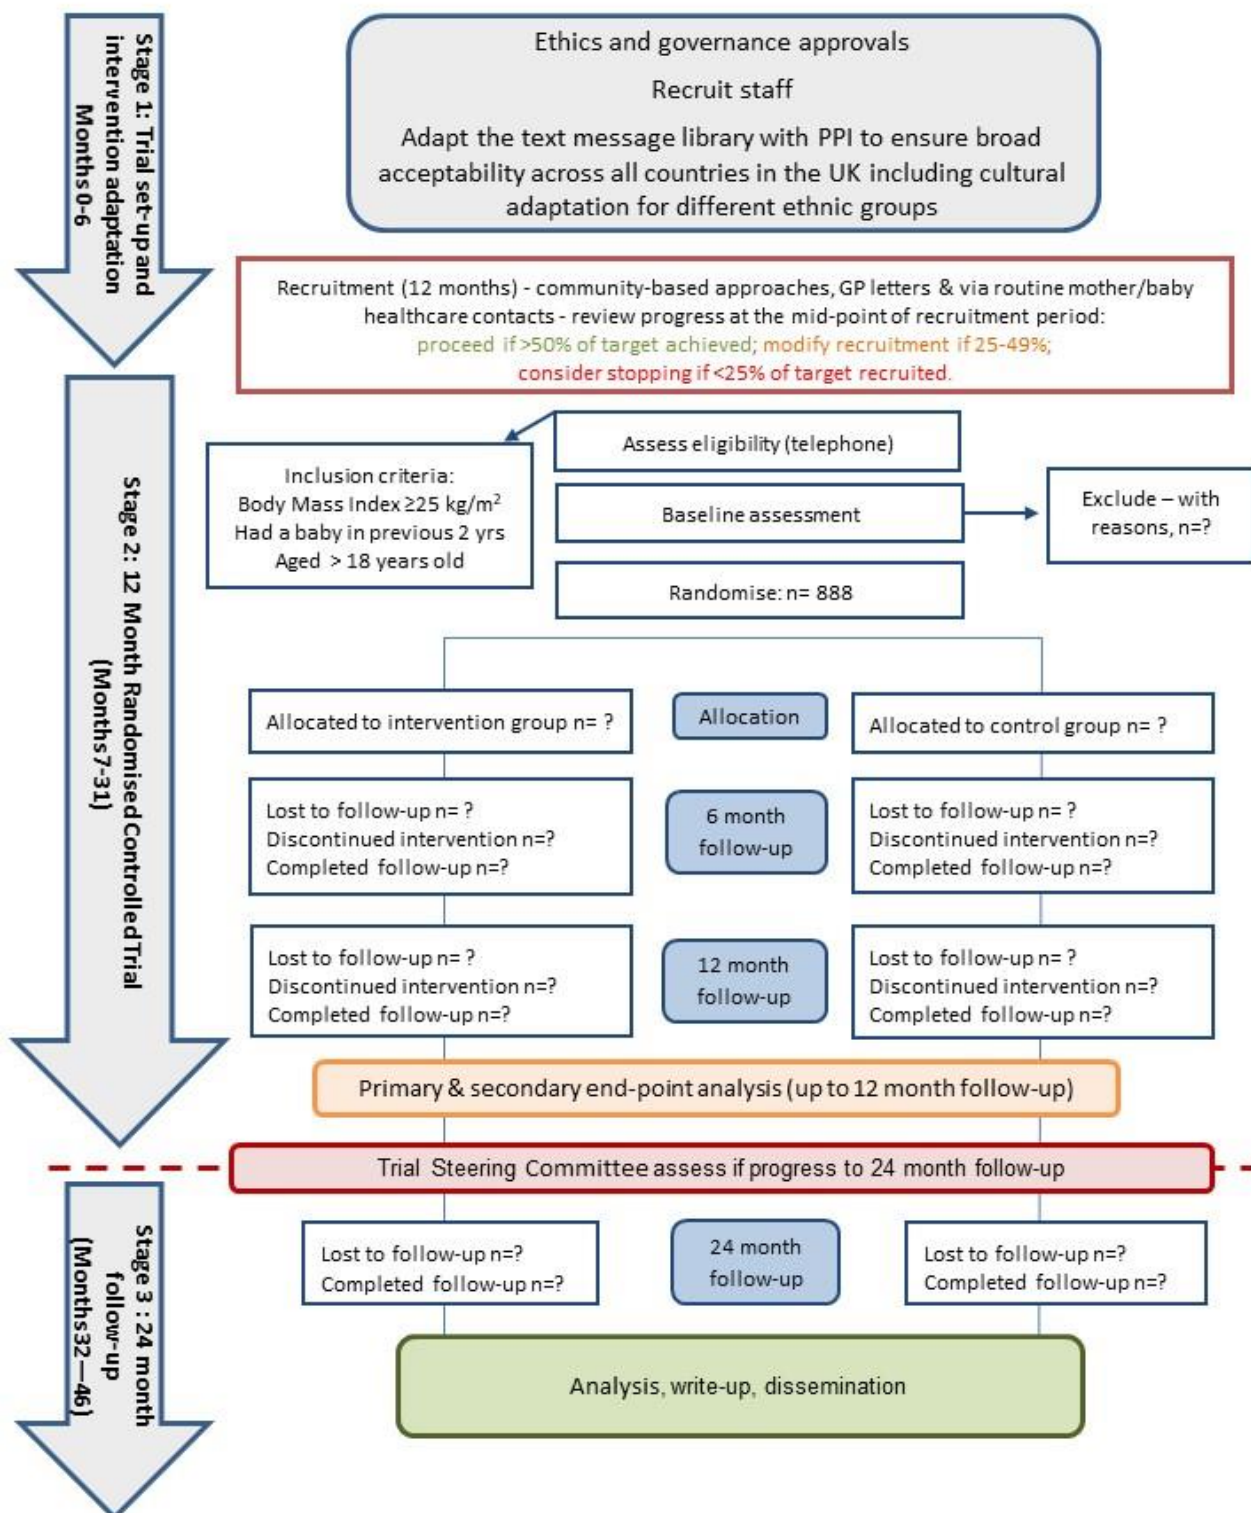 Stage 1: Trial set-up and
intervention adaptation
Months 0-6
Ethics and governance approvals
Recruit staff
Adapt the text message library with PPI to ensure broad
acceptability across all countries in the UK including cultural
adaptation for different ethnic groups
Recruitment (12 months) - community-based approaches, GP letters & via routine mother/baby
healthcare contacts - review progress at the mid-point of recruitment period:
proceed if >50% of target achieved; modify recruitment if 25-49%;
consider stopping if <25% of target recruited.
Stage 2: 12 Month Randomised Controlled Trial
(Months 7-31)
Assess eligibility (telephone)
Inclusion criteria:
Body Mass Index ≥25 kg/m²
Had a baby in previous 2 yrs
Aged > 18 years old
Baseline assessment
Exclude – with
reasons, n=?
Randomise: n= 888
Allocated to intervention group n= ?
Allocation
Allocated to control group n= ?
Lost to follow-up n= ?
Discontinued intervention n=?
Completed follow-up n=?
6 month
follow-up
Lost to follow-up n= ?
Discontinued intervention n=?
Completed follow-up n=?
Lost to follow-up n= ?
Discontinued intervention n=?
Completed follow-up n=?
12 month
follow-up
Lost to follow-up n= ?
Discontinued intervention n=?
Completed follow-up n=?
Primary & secondary end-point analysis (up to 12 month follow-up)
Trial Steering Committee assess if progress to 24 month follow-up
Stage 3 : 24 month
follow-up
(Months 32—46)
Lost to follow-up n=?
Completed follow-up n=?
24 month
follow-up
Lost to follow-up n=?
Completed follow-up n=?
Analysis, write-up, dissemination